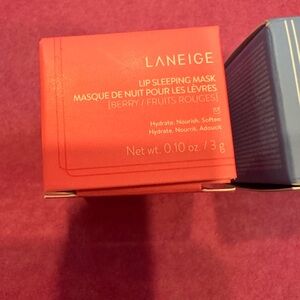 LANEIGE
LIP SLEEPING MASK
MASQUE DE NUIT POUR LES LÈVRES
[BERRY / FRUITS ROUGES]
Hydrate, Nourish, Soften
Hydrate, Nourrit, Adoucit
Net wt. 0.10 oz. / 3 g